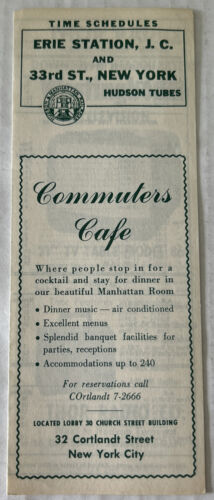 TIME SCHEDULES
ERIE STATION, J. C.
AND
33rd ST., NEW YORK
HUDSON TUBES
Commuters
Cafe
Where people stop in for a
cocktail and stay for dinner in
our beautiful Manhattan Room
• Dinner music — air conditioned
• Excellent menus
• Splendid banquet facilities for
parties, receptions
• Accommodations up to 240
For reservations call
COrtlandt 7-2666
LOCATED LOBBY 30 CHURCH STREET BUILDING
32 Cortlandt Street
New York City